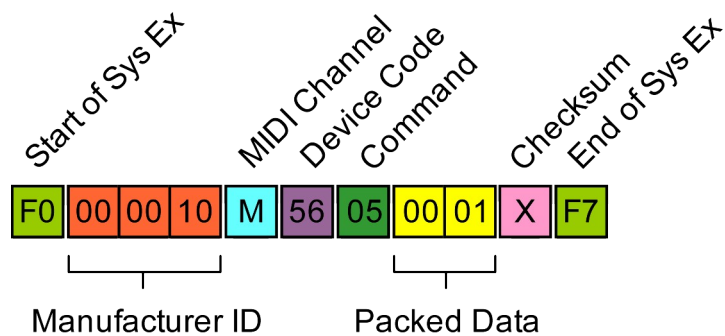 Start of Sys Ex
MIDI Channel
Device Code
Command
Checksum
End of Sys Ex
F0 00 00 10 M 56 05 00 01 X F7
Manufacturer ID
Packed Data